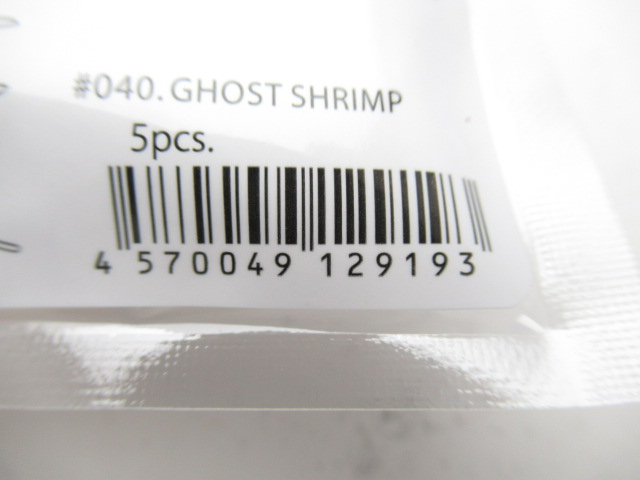 #040. GHOST SHRIMP
5pcs.
4 570049 129193